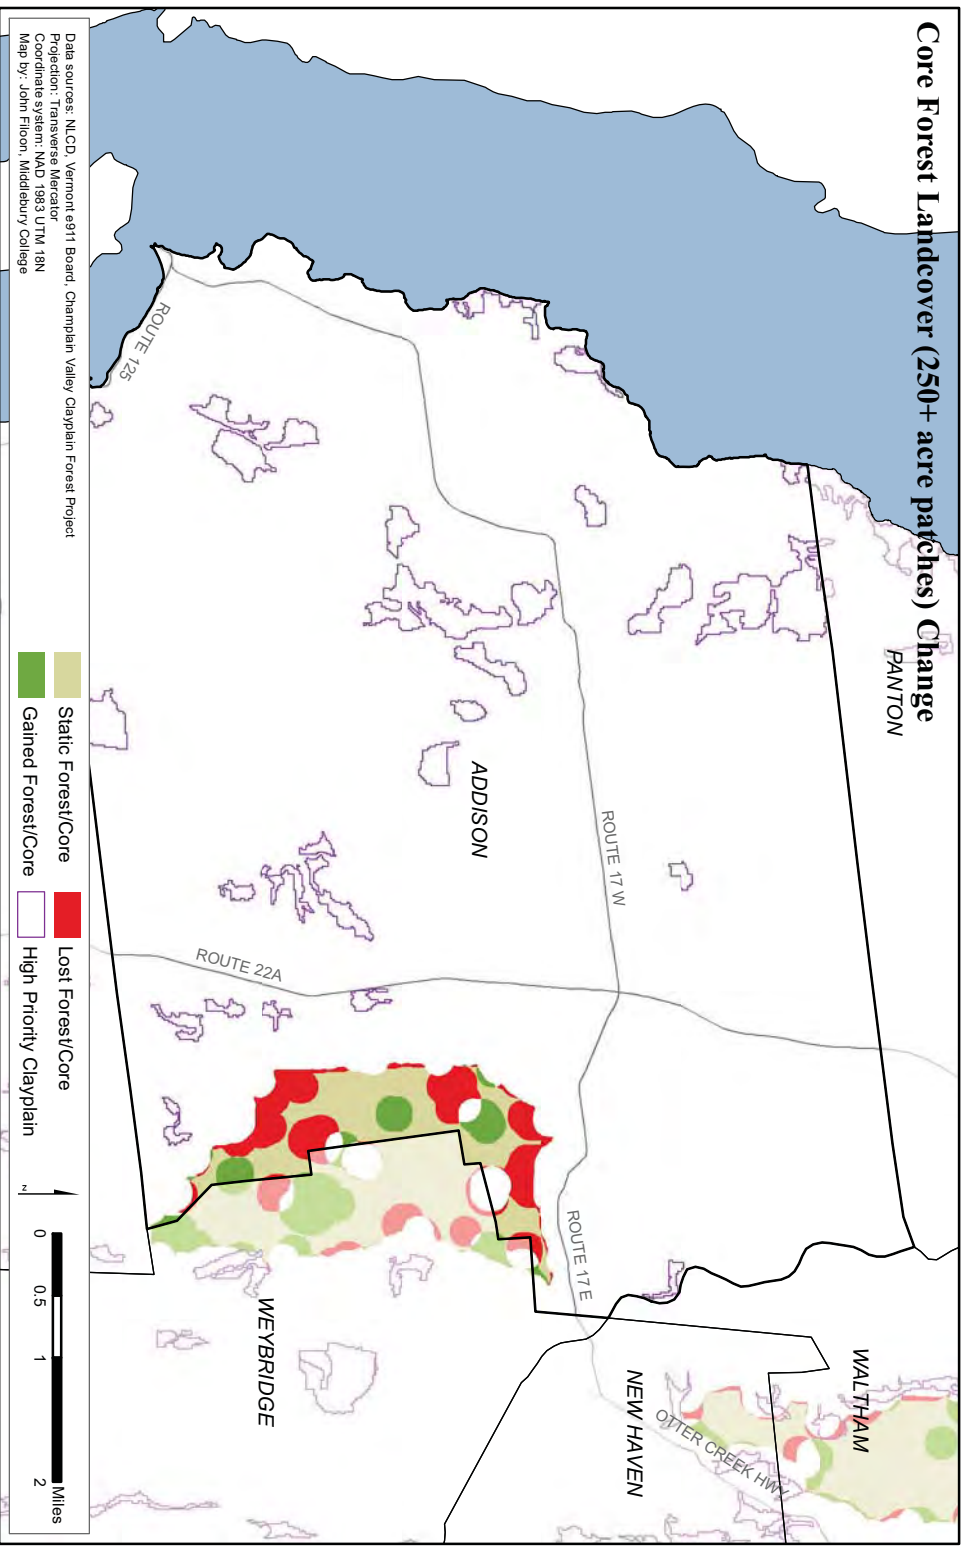 Core Forest Landcover (250+ acre patches) Change
PANTON
WALTHAM
NEW HAVEN
OTTER CREEK HWY
ROUTE 17 W
ROUTE 17 E
ADDISON
WEYBRIDGE
ROUTE 22A
ROUTE 125
Data sources: NLCD, Vermont e911 Board, Champlain Valley Clayplain Forest Project
Projection: Transverse Mercator
Coordinate system: NAD 1983 UTM 18N
Map by: John Filoon, Middlebury College
Static Forest/Core
Lost Forest/Core
Gained Forest/Core
High Priority Clayplain
N
0 0.5 1 2
Miles